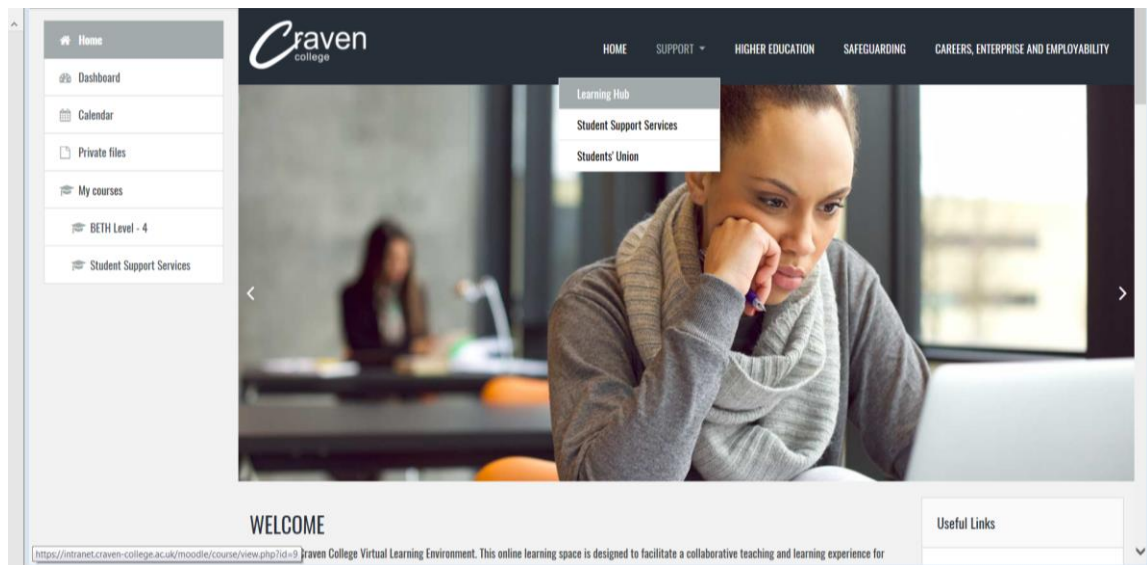 Home
Dashboard
Calendar
Private files
My courses
BETH Level - 4
Student Support Services
Craven
college
HOME SUPPORT HIGHER EDUCATION SAFEGUARDING CAREERS, ENTERPRISE AND EMPLOYABILITY
Learning Hub
Student Support Services
Students' Union
WELCOME
Useful Links
https://intranet.craven-college.ac.uk/moodle/course/view.php?id=9
Craven College Virtual Learning Environment. This online learning space is designed to facilitate a collaborative teaching and learning experience for